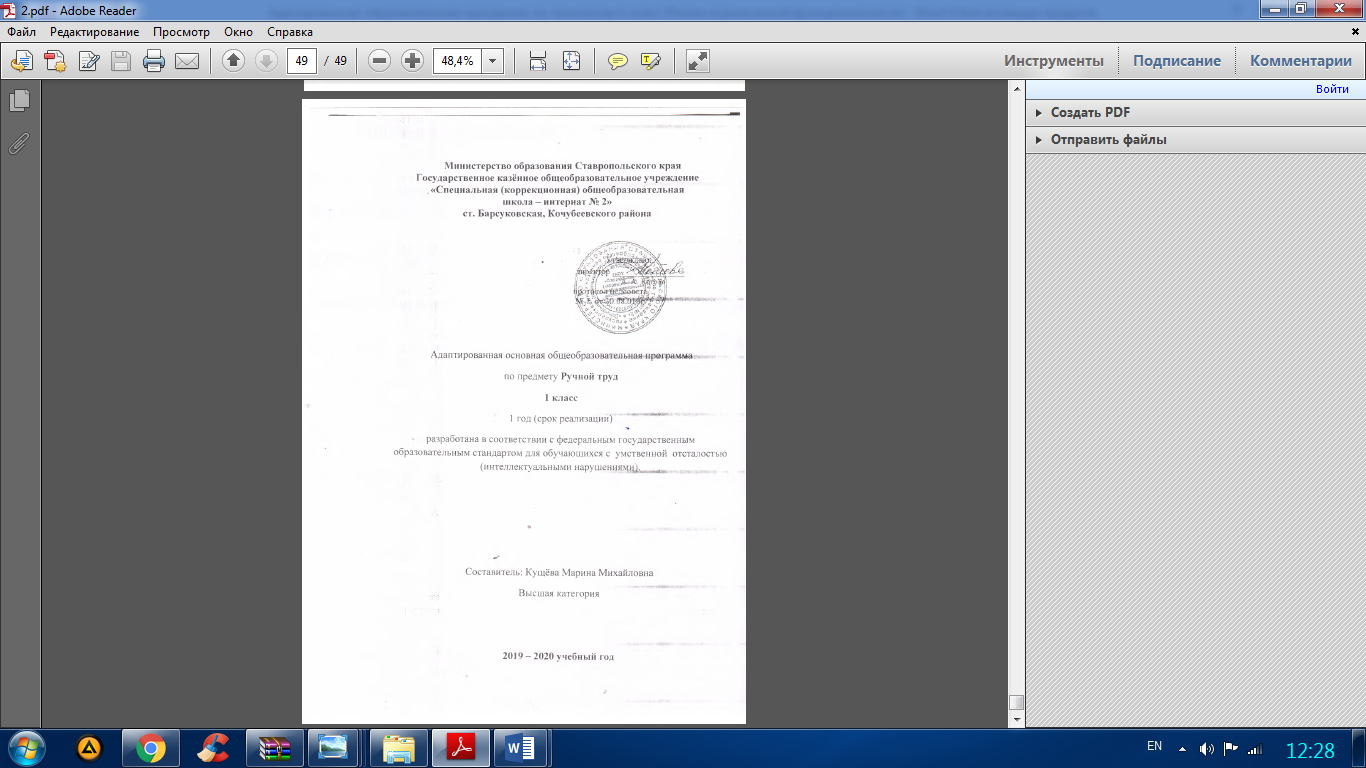 2.pdf - Adobe Reader
Файл Редактирование Просмотр Окно Справка
49 / 49 48,4% Инструменты Подписание Комментарии
Войти
Создать PDF
Отправить файлы
Министерство образования Ставропольского края
Государственное казённое общеобразовательное учреждение
«Специальная (коррекционная) общеобразовательная
школа – интернат № 2»
ст. Барсуковская, Кочубеевского района
директор
Адаптированная основная общеобразовательная программа
по предмету Ручной труд
1 класс
1 год (срок реализации)
разработана в соответствии с федеральным государственным
образовательным стандартом для обучающихся с умственной отсталостью
(интеллектуальными нарушениями).
Составитель: Кущёва Марина Михайловна
Высшая категория
2019 – 2020 учебный год
EN 12:28